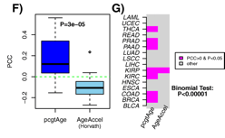 F)
P=3e-05
PCC
pcgtAge
AgeAccel
(Horvath)
G)
LAML
UCEC
THCA
READ
PRAD
PAAD
LUAD
LSCC
LIHC
KIRP
KIRC
HNSC
ESCA
COAD
BRCA
BLCA
pcgtAge
AgeAccel
PCC>0 & P<0.05
other
Binomial Test:
P<0.00001